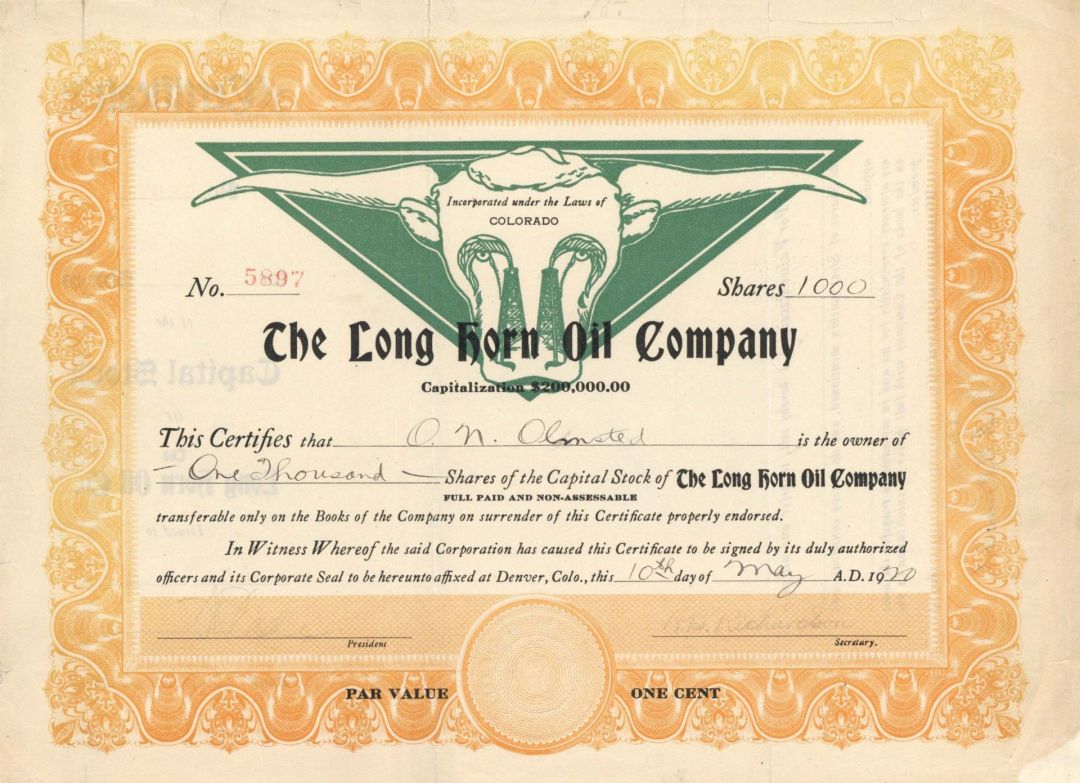 Incorporated under the Laws of
COLORADO
No. 5897
Shares 1000
The Long Horn Oil Company
Capitalization $200,000.00
This Certifies that O. N. Olmsted is the owner of
— One Thousand — Shares of the Capital Stock of The Long Horn Oil Company
FULL PAID AND NON-ASSESSABLE
transferable only on the Books of the Company on surrender of this Certificate properly endorsed.
In Witness Whereof the said Corporation has caused this Certificate to be signed by its duly authorized
officers and its Corporate Seal to be hereunto affixed at Denver, Colo., this 10th day of May A.D. 1920
Richardson
President
Secretary.
PAR VALUE ONE CENT